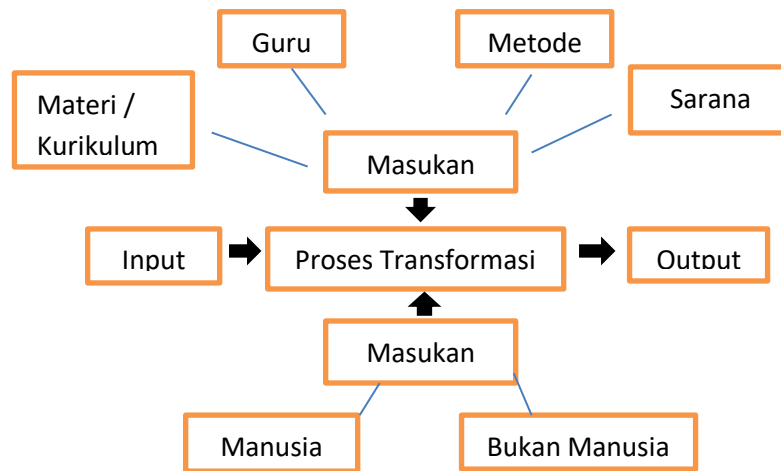 Guru
Metode
Materi /
Kurikulum
Sarana
Masukan
Input
Proses Transformasi
Output
Masukan
Manusia
Bukan Manusia